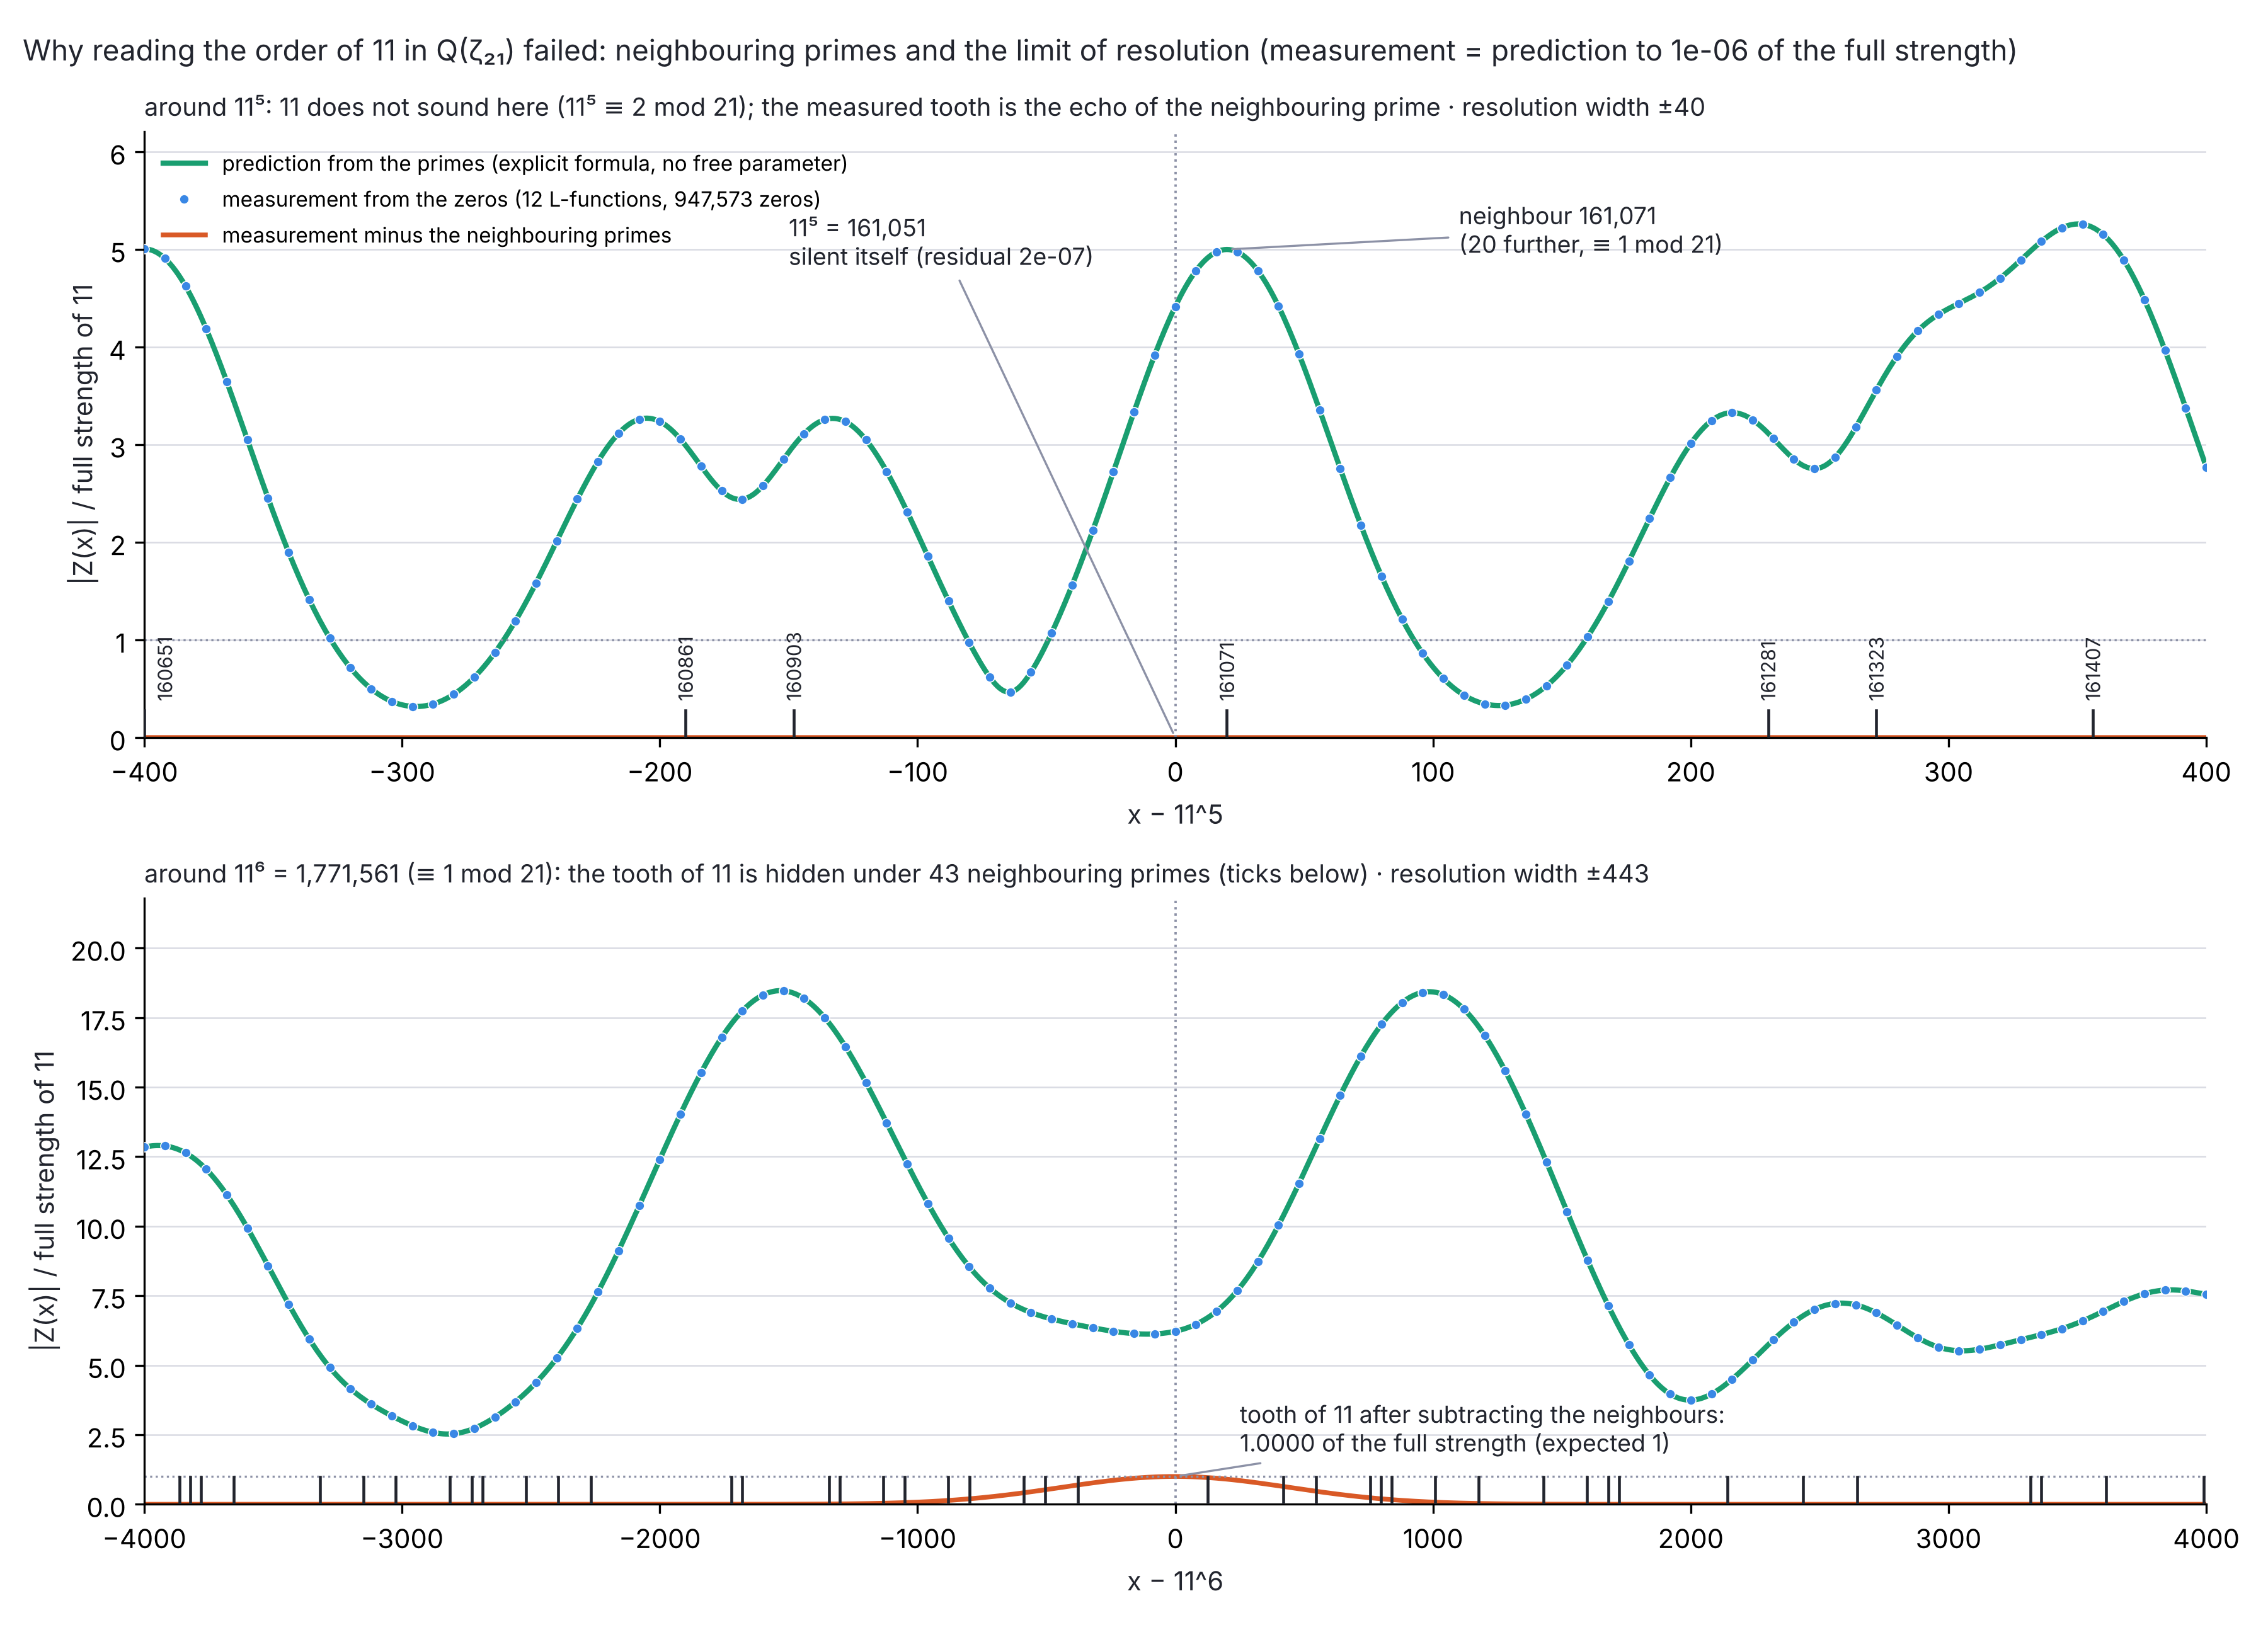 Why reading the order of 11 in Q(ζ₂₁) failed: neighbouring primes and the limit of resolution (measurement = prediction to 1e-06 of the full strength)
around 11⁵: 11 does not sound here (11⁵ ≡ 2 mod 21); the measured tooth is the echo of the neighbouring prime · resolution width ±40
prediction from the primes (explicit formula, no free parameter)
measurement from the zeros (12 L-functions, 947,573 zeros)
measurement minus the neighbouring primes
11⁵ = 161,051
silent itself (residual 2e-07)
neighbour 161,071
(20 further, ≡ 1 mod 21)
|Z(x)| / full strength of 11
6
5
4
3
2
1
0
160651
160861
160903
161071
161281
161323
161407
−400
−300
−200
−100
0
100
200
300
400
x − 11^5
around 11⁶ = 1,771,561 (≡ 1 mod 21): the tooth of 11 is hidden under 43 neighbouring primes (ticks below) · resolution width ±443
|Z(x)| / full strength of 11
20.0
17.5
15.0
12.5
10.0
7.5
5.0
2.5
0.0
tooth of 11 after subtracting the neighbours:
1.0000 of the full strength (expected 1)
−4000
−3000
−2000
−1000
0
1000
2000
3000
4000
x − 11^6